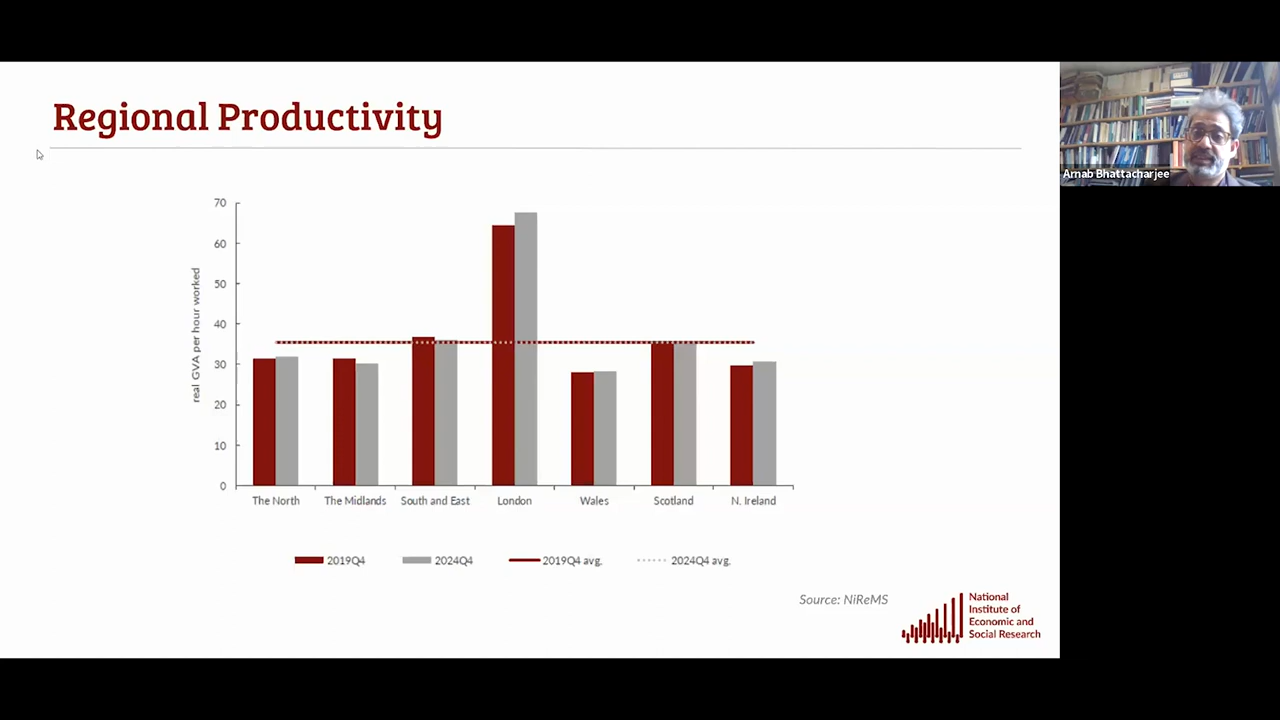 Regional Productivity
Arnab Bhattacharjee
real GVA per hour worked
70
60
50
40
30
20
10
0
The North
The Midlands
South and East
London
Wales
Scotland
N. Ireland
2019Q4
2024Q4
2019Q4 avg.
2024Q4 avg.
Source: NiReMS
National
Institute of
Economic and
Social Research